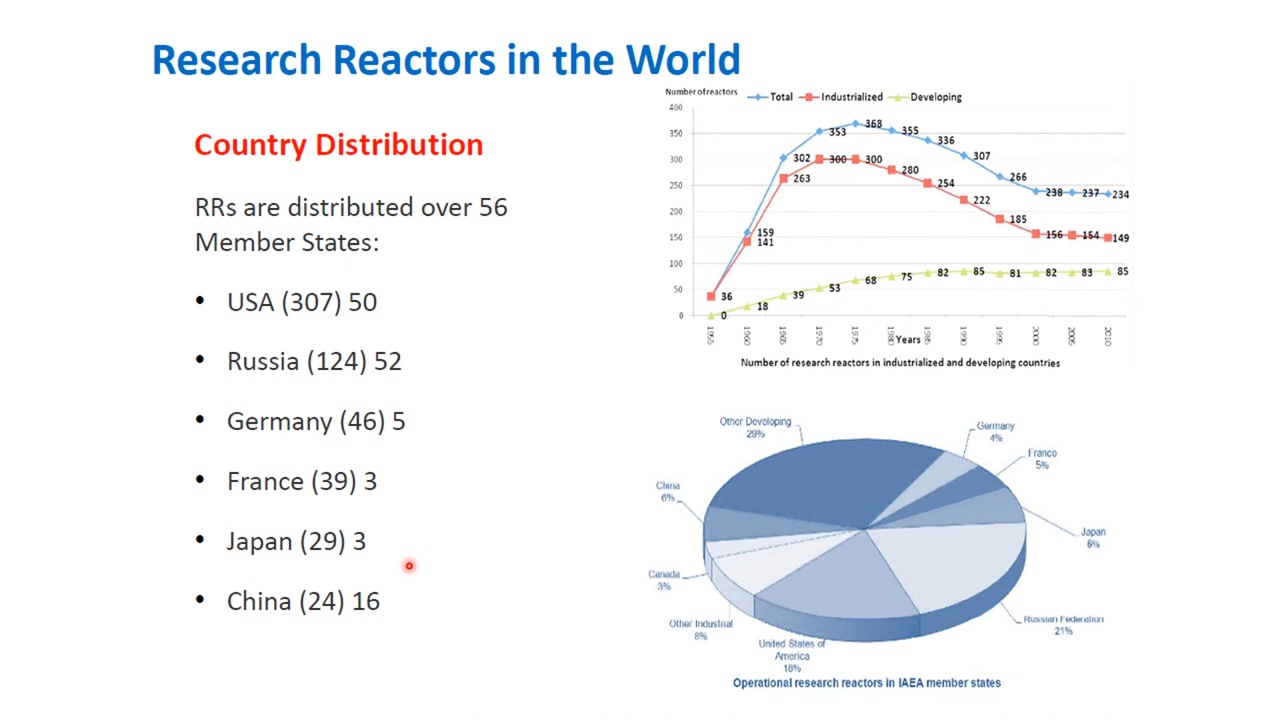 Research Reactors in the World
Country Distribution
RRs are distributed over 56
Member States:
• USA (307) 50
• Russia (124) 52
• Germany (46) 5
• France (39) 3
• Japan (29) 3
• China (24) 16
Number of reactors
Total
Industrialized
Developing
400
350
300
250
200
150
100
50
0
36
159
302
353
368
355
336
307
266
238
237
234
141
263
300
300
280
254
222
185
156
154
149
0
18
39
53
68
75
82
85
81
82
83
85
1955
1960
1965
1970
1975
1980
1985
1990
1995
2000
2005
2010
Years
Number of research reactors in industrialized and developing countries
Other Developing
29%
Germany
4%
France
5%
China
6%
Japan
6%
Canada
3%
Other Industrial
8%
United States of
America
18%
Russian Federation
21%
Operational research reactors in IAEA member states